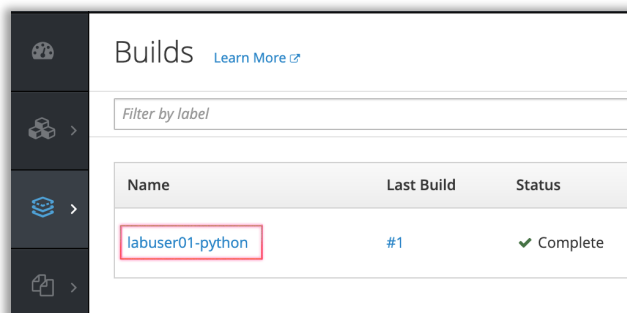 Builds Learn More
Filter by label
Name Last Build Status
labuser01-python #1 Complete